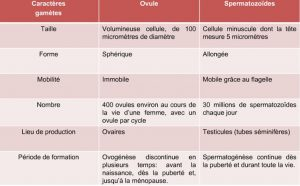 Caractères Ovule Spermatozoïdes
gamètes
Taille Volumineuse cellule, de 100 Cellule minuscule dont la tête
micromètres de diamètre mesure 5 micromètres
Forme Sphérique Allongée
Mobilité Immobile Mobile grâce au flagelle
Nombre 400 ovules environ au cours de 30 millions de spermatozoïdes
la vie d'une femme, avec un chaque jour
ovule par cycle
Lieu de production Ovaires Testicules (tubes séminifères)
Période de formation Ovogénèse discontinue en Spermatogénèse continue dès
plusieurs temps: avant la la puberté et durant toute la vie.
naissance, dès la puberté et,
jusqu'à la ménopause.